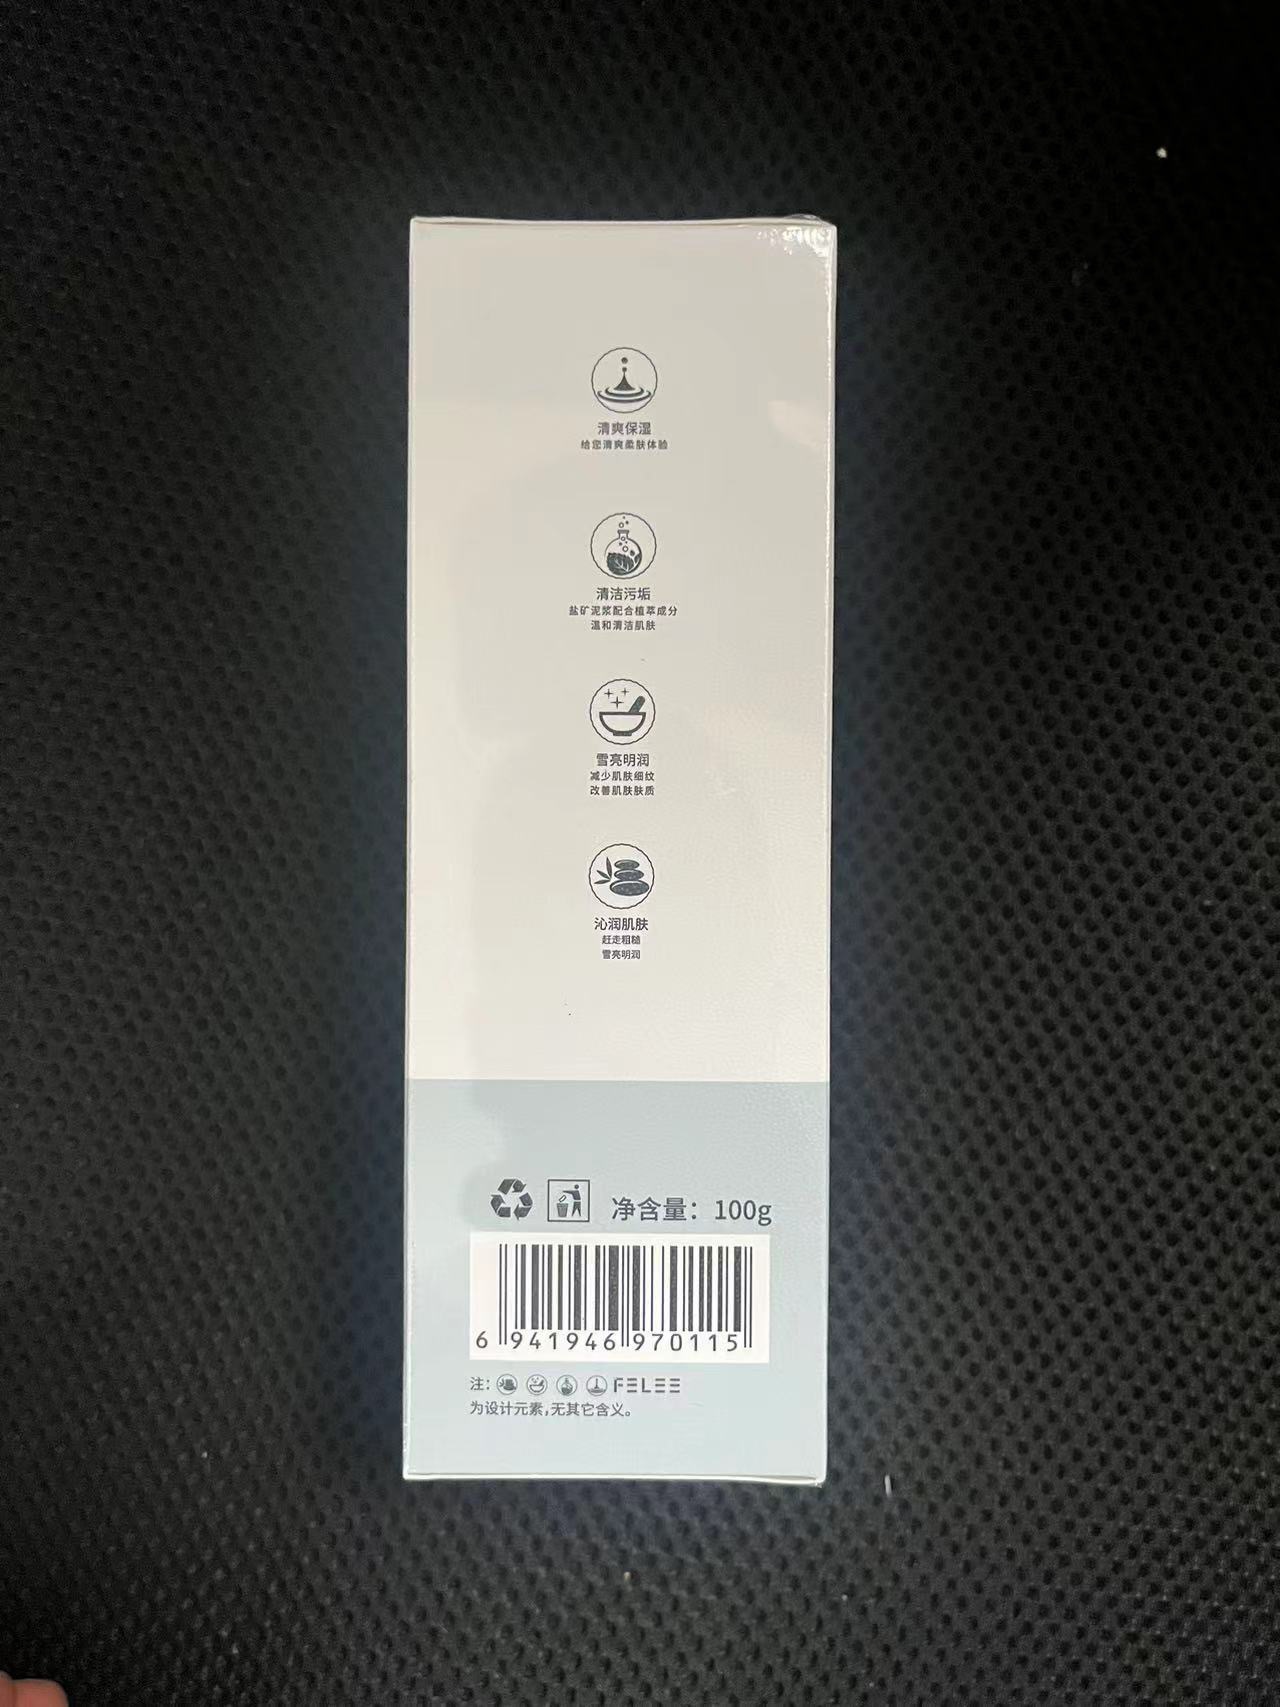 清爽保湿
给您清爽柔肤体验
清洁污垢
盐矿泥浆配合植萃成分
温和清洁肌肤
雪亮明润
减少肌肤细纹
改善肌肤肤质
沁润肌肤
赶走粗糙
雪亮明润
净含量：100g
6 941946 970115
注： FELEE
为设计元素，无其它含义。